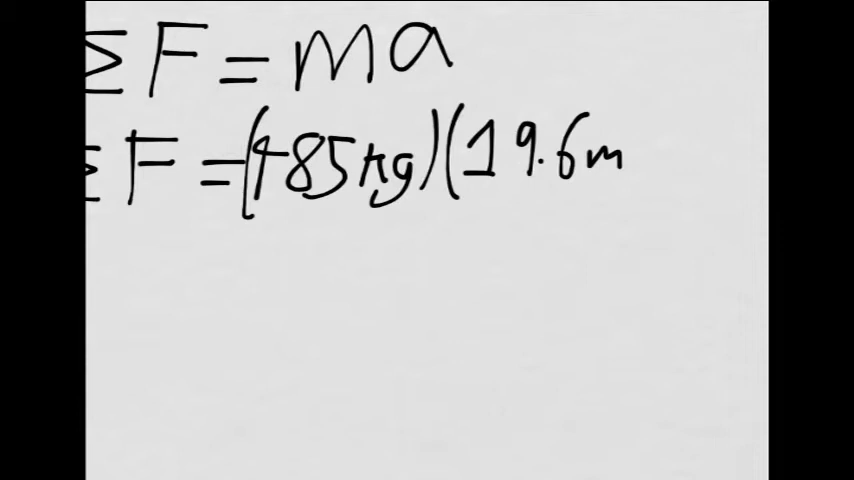 ΣF = ma
ΣF = (485kg)(19.6m